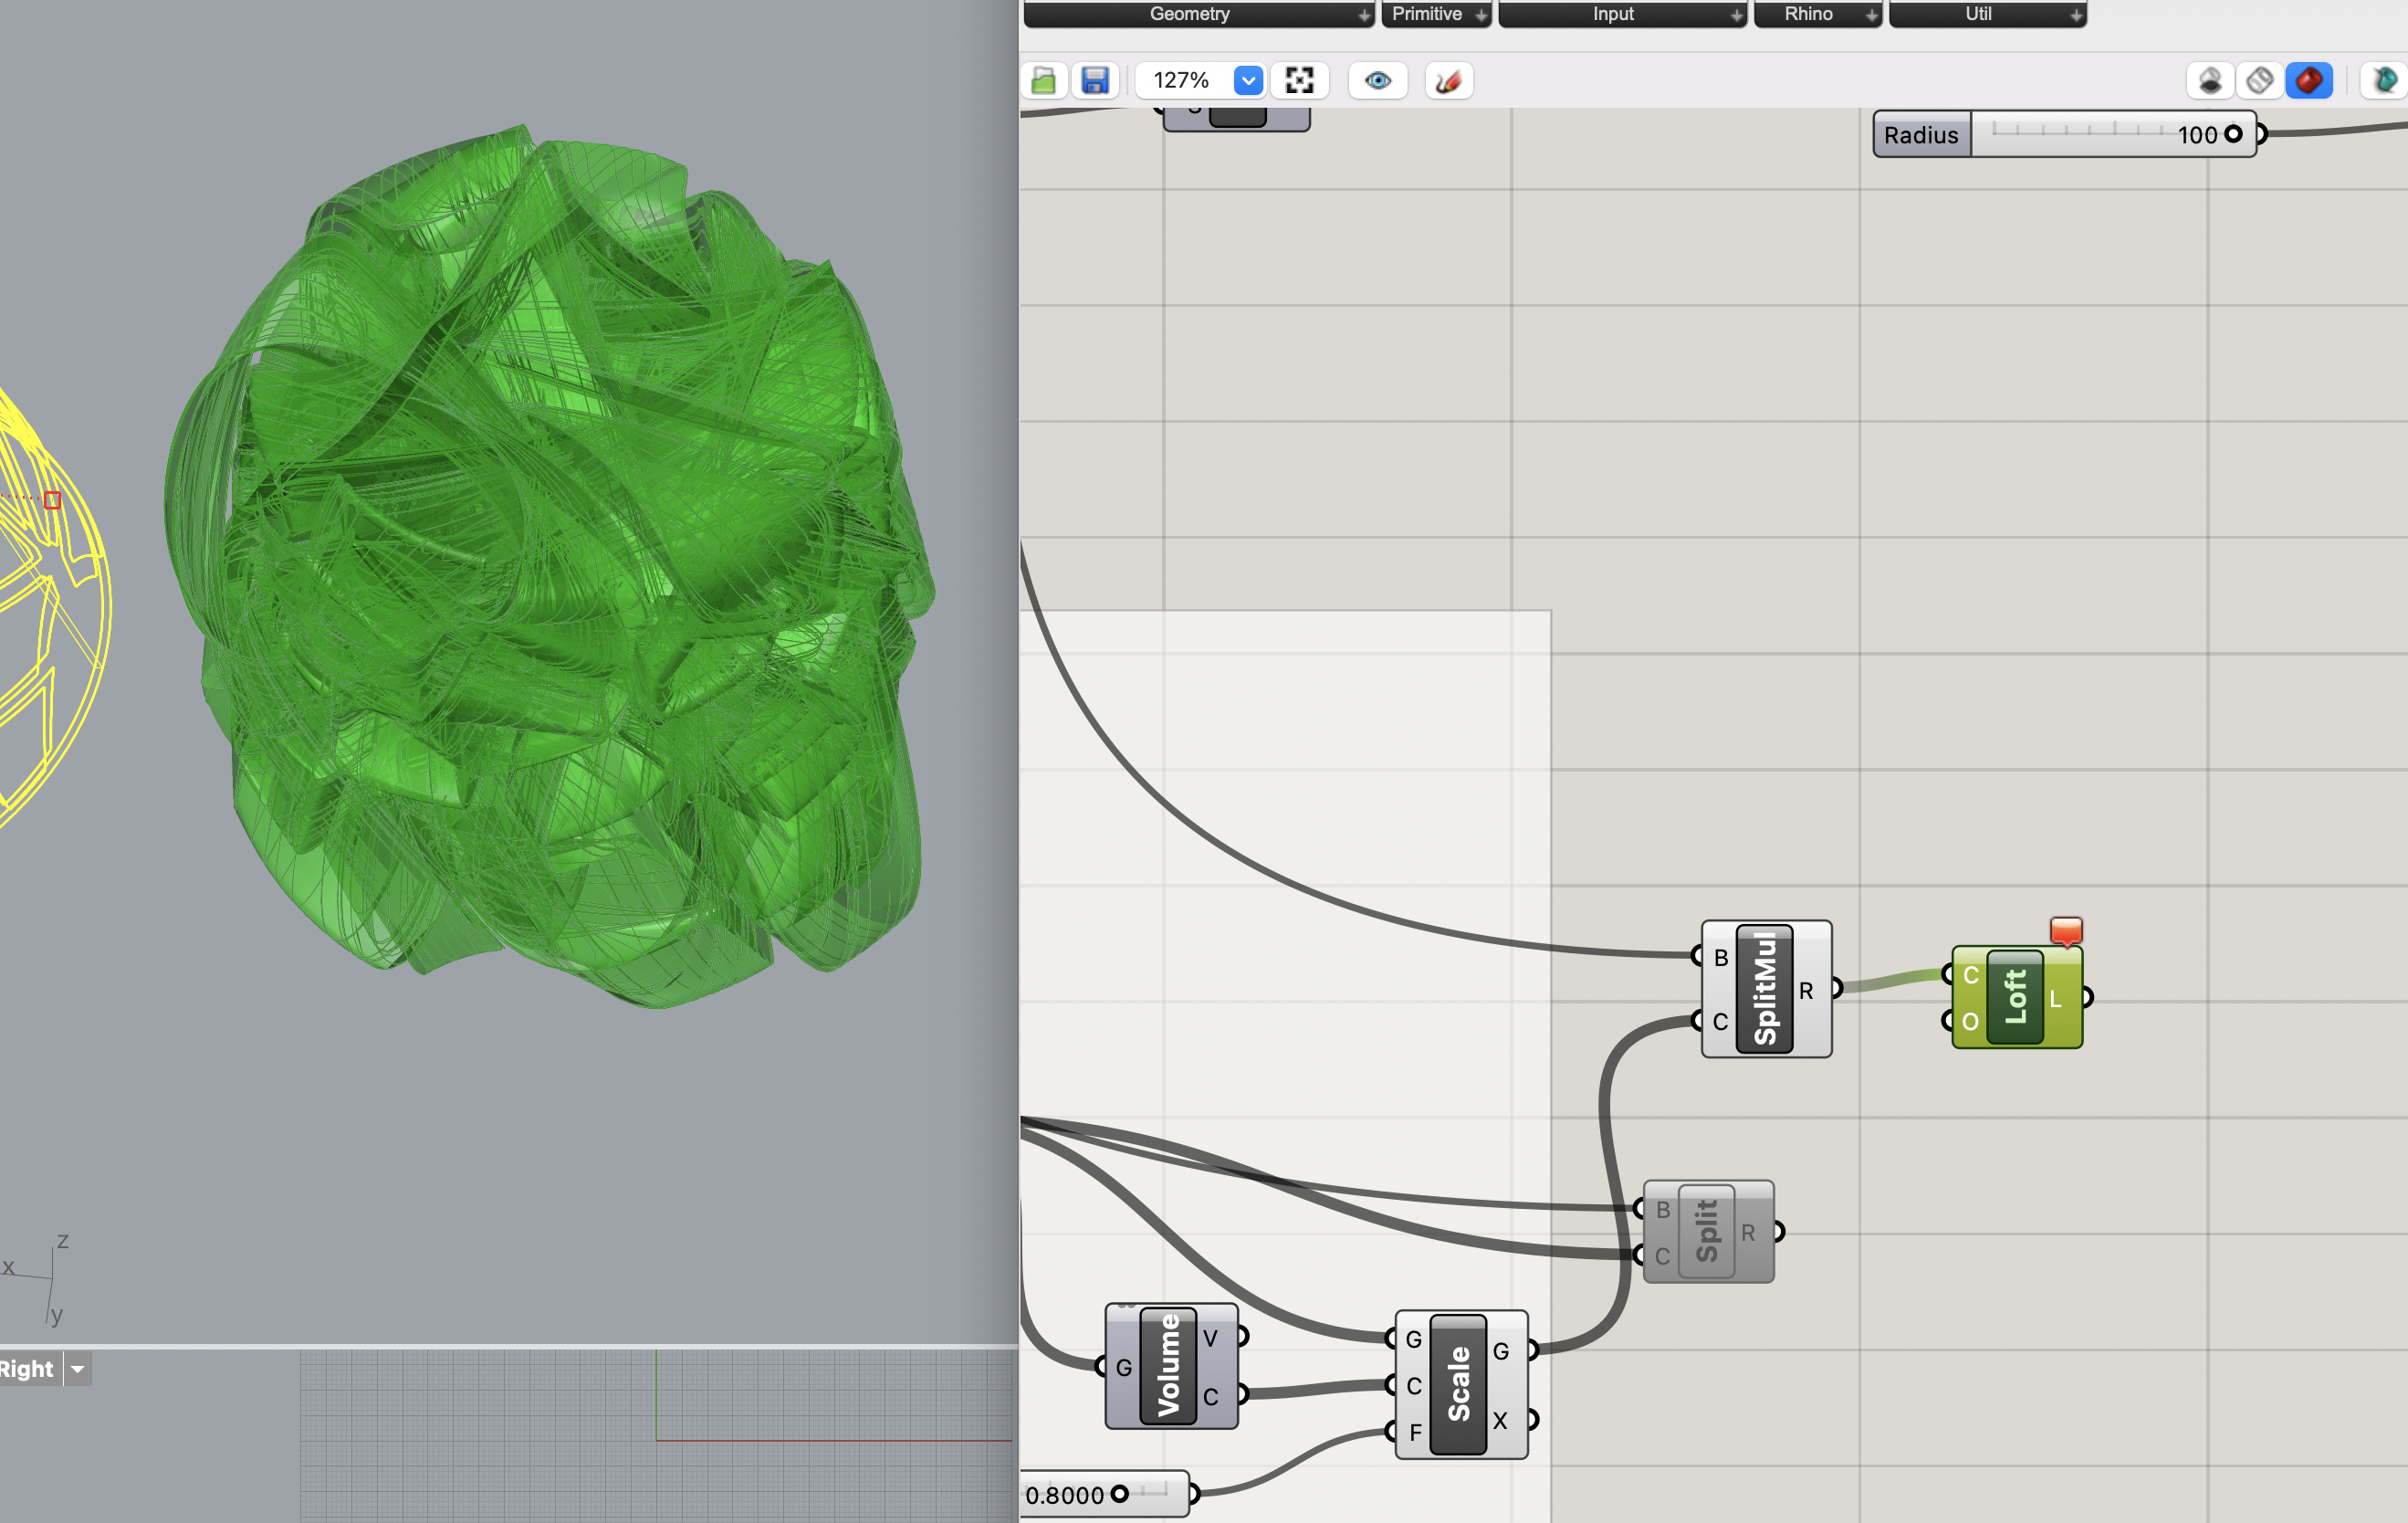 Geometry
Primitive
Input
Rhino
Util
127%
Radius
100
B
C
SplitMul
R
C
O
Loft
L
B
C
Split
R
G
Volume
V
C
G
C
F
Scale
G
X
0.8000
z
x
y
Right